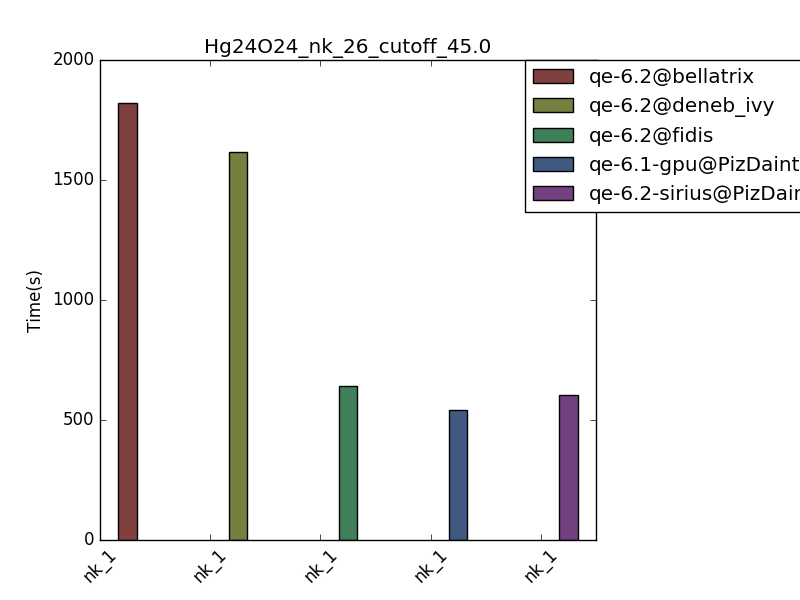 Hg24O24_nk_26_cutoff_45.0
2000
1500
1000
500
0
Time(s)
nk_1
nk_1
nk_1
nk_1
nk_1
qe-6.2@bellatrix
qe-6.2@deneb_ivy
qe-6.2@fidis
qe-6.1-gpu@PizDaint
qe-6.2-sirius@PizDain